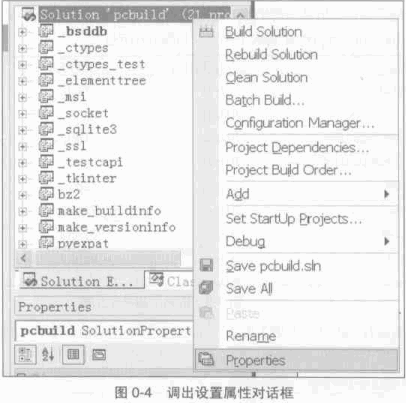 Solution 'pcbuild' (21 pro
_bsddb
_ctypes
_ctypes_test
_elementtree
_msi
_socket
_sqlite3
_ssl
_testcapi
_tkinter
bz2
make_buildinfo
make_versioninfo
pyexpat
Solution E...
Clas
Properties
pcbuild SolutionPropert
Build Solution
Rebuild Solution
Clean Solution
Batch Build...
Configuration Manager...
Project Dependencies...
Project Build Order...
Add
Set StartUp Projects...
Debug
Save pcbuild.sln
Save All
Paste
Rename
Properties
图 0-4 调出设置属性对话框